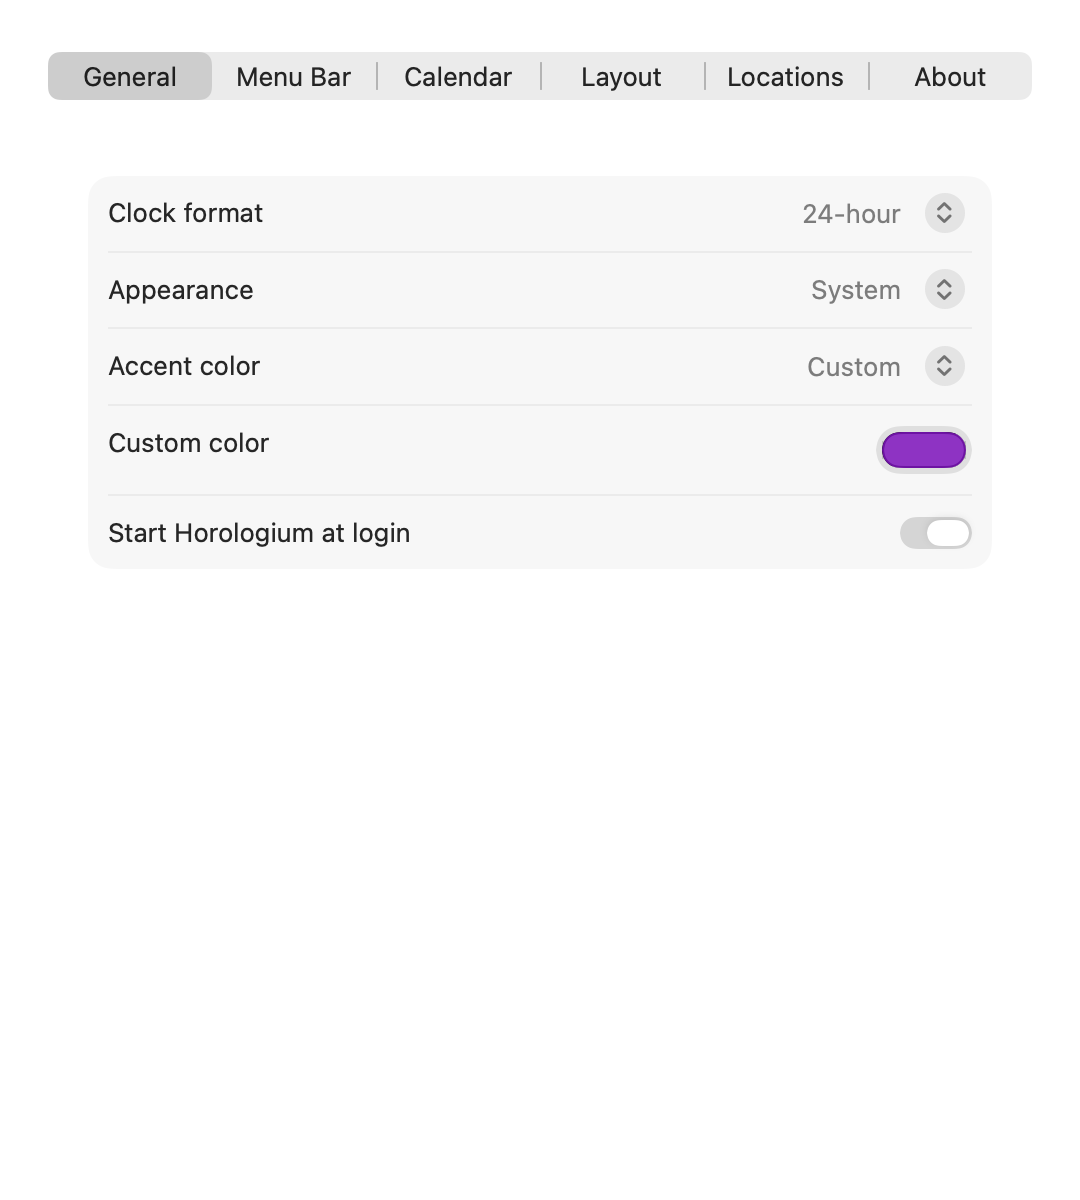 General Menu Bar Calendar Layout Locations About
Clock format 24-hour
Appearance System
Accent color Custom
Custom color
Start Horologium at login